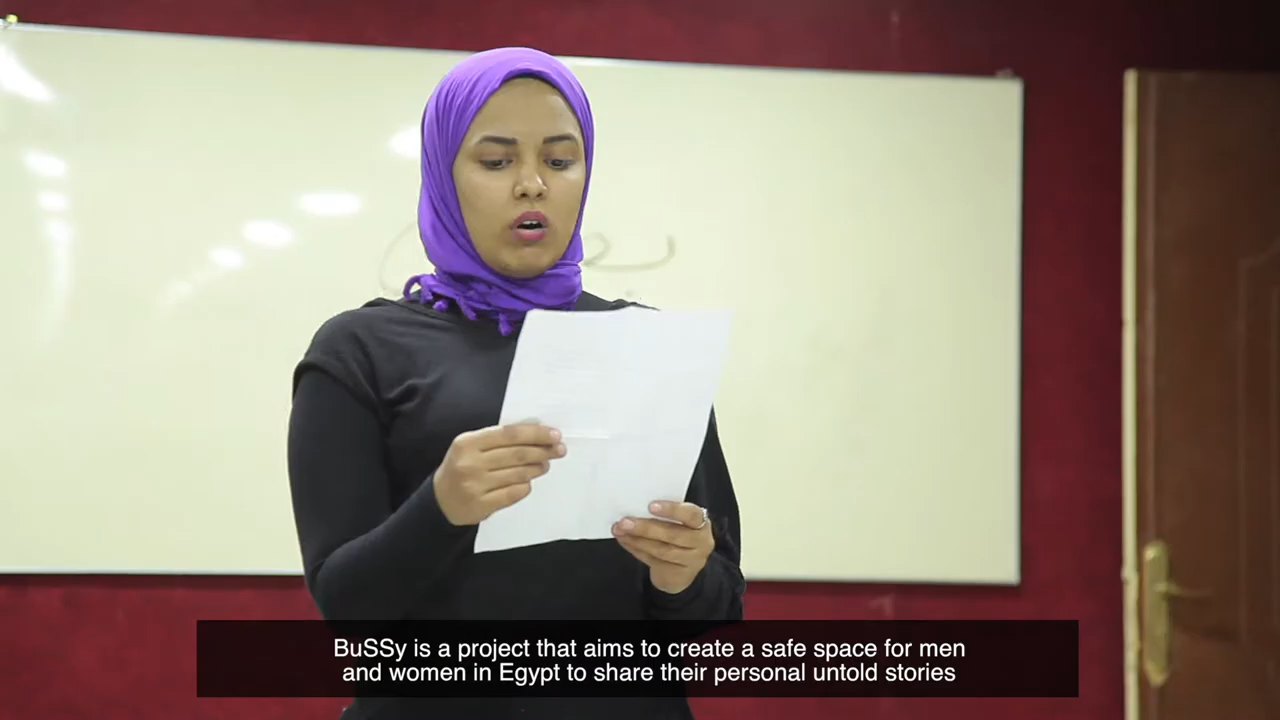 BuSSy is a project that aims to create a safe space for men
and women in Egypt to share their personal untold stories